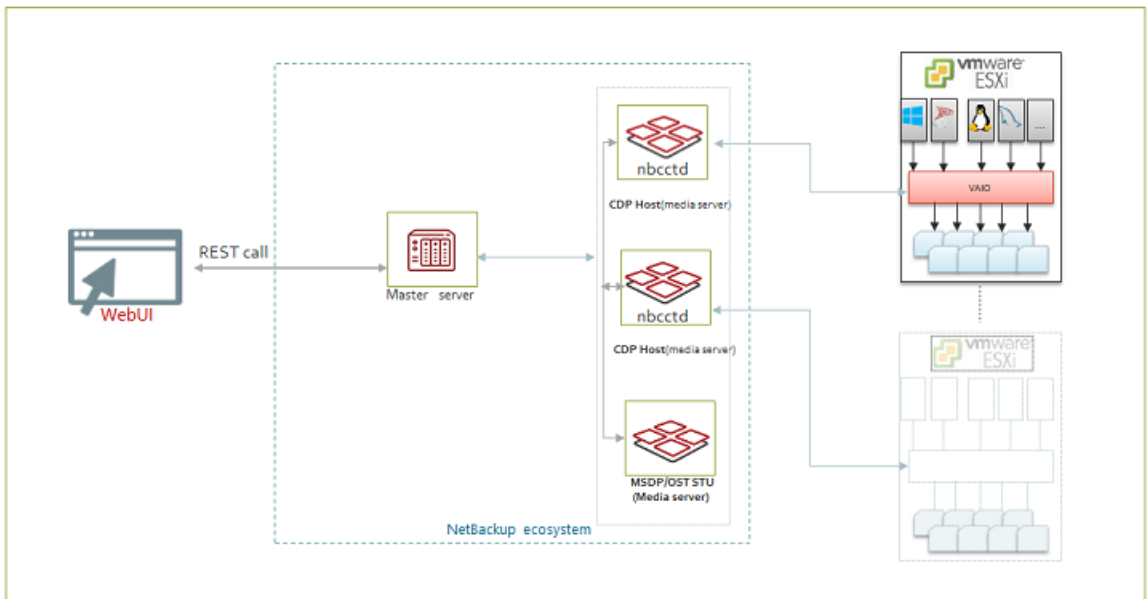 vmware
ESXi
...
VAIO
nbcctd
CDP Host(media server)
REST call
WebUI
Master server
nbcctd
CDP Host(media server)
vmware
ESXi
MSDP/OST STU
(Media server)
NetBackup ecosystem